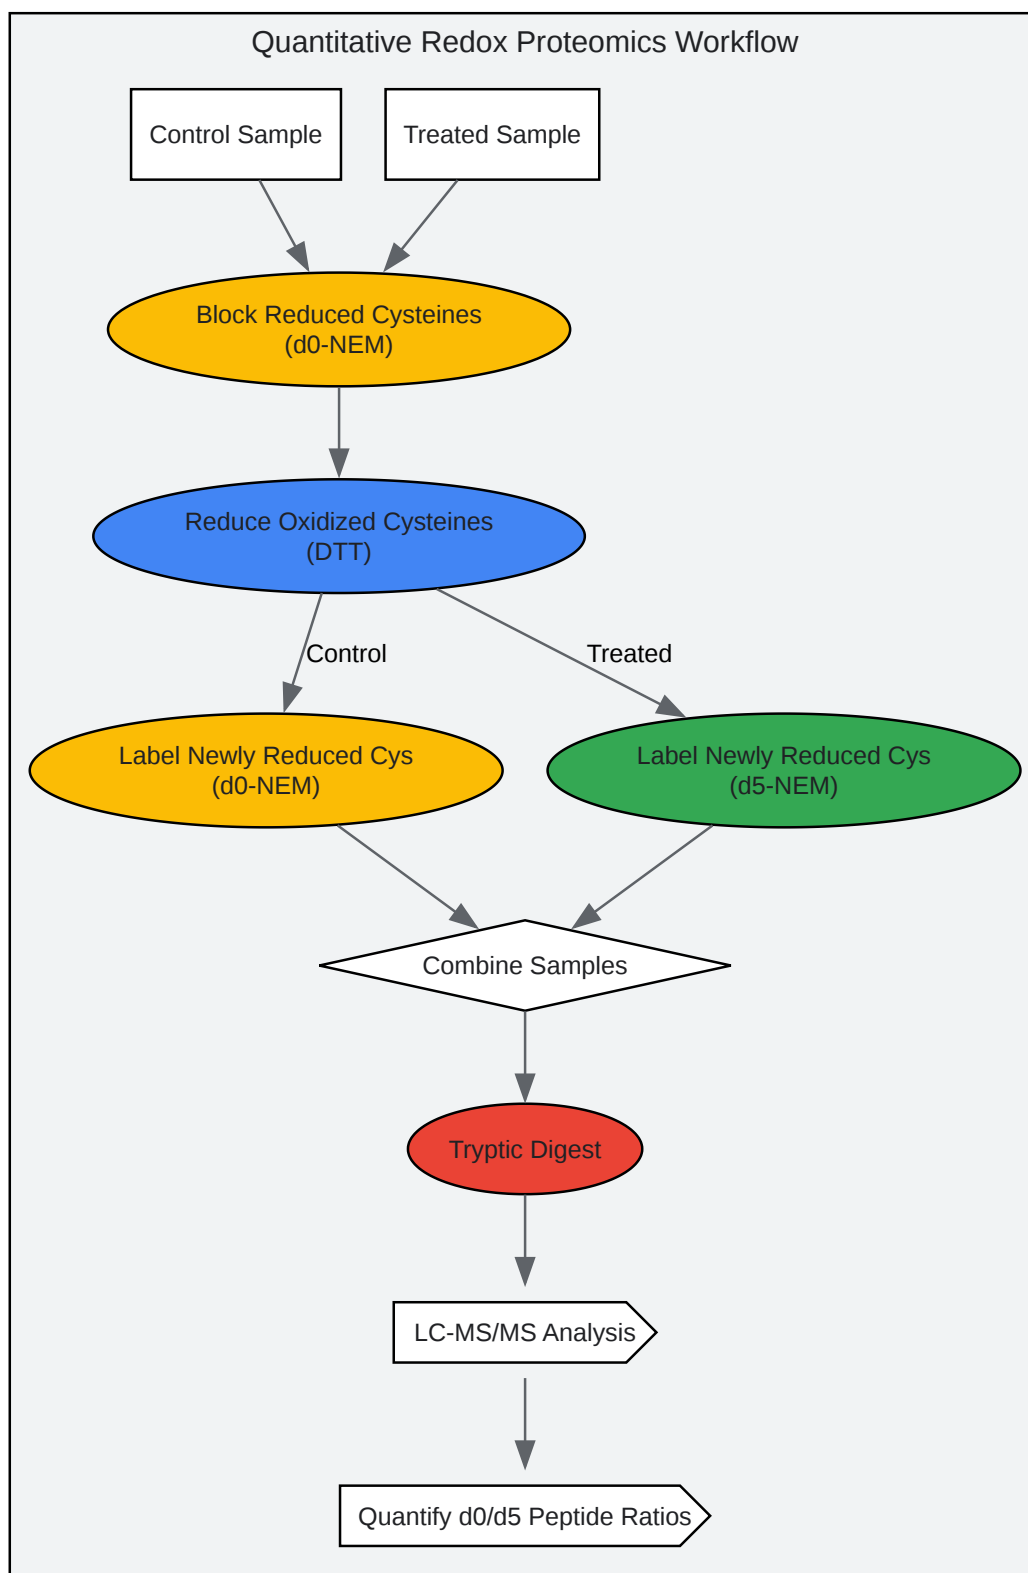 Quantitative Redox Proteomics Workflow
Control Sample
Treated Sample
Block Reduced Cysteines
(d0-NEM)
Reduce Oxidized Cysteines
(DTT)
Control
Treated
Label Newly Reduced Cys
(d0-NEM)
Label Newly Reduced Cys
(d5-NEM)
Combine Samples
Tryptic Digest
LC-MS/MS Analysis
Quantify d0/d5 Peptide Ratios